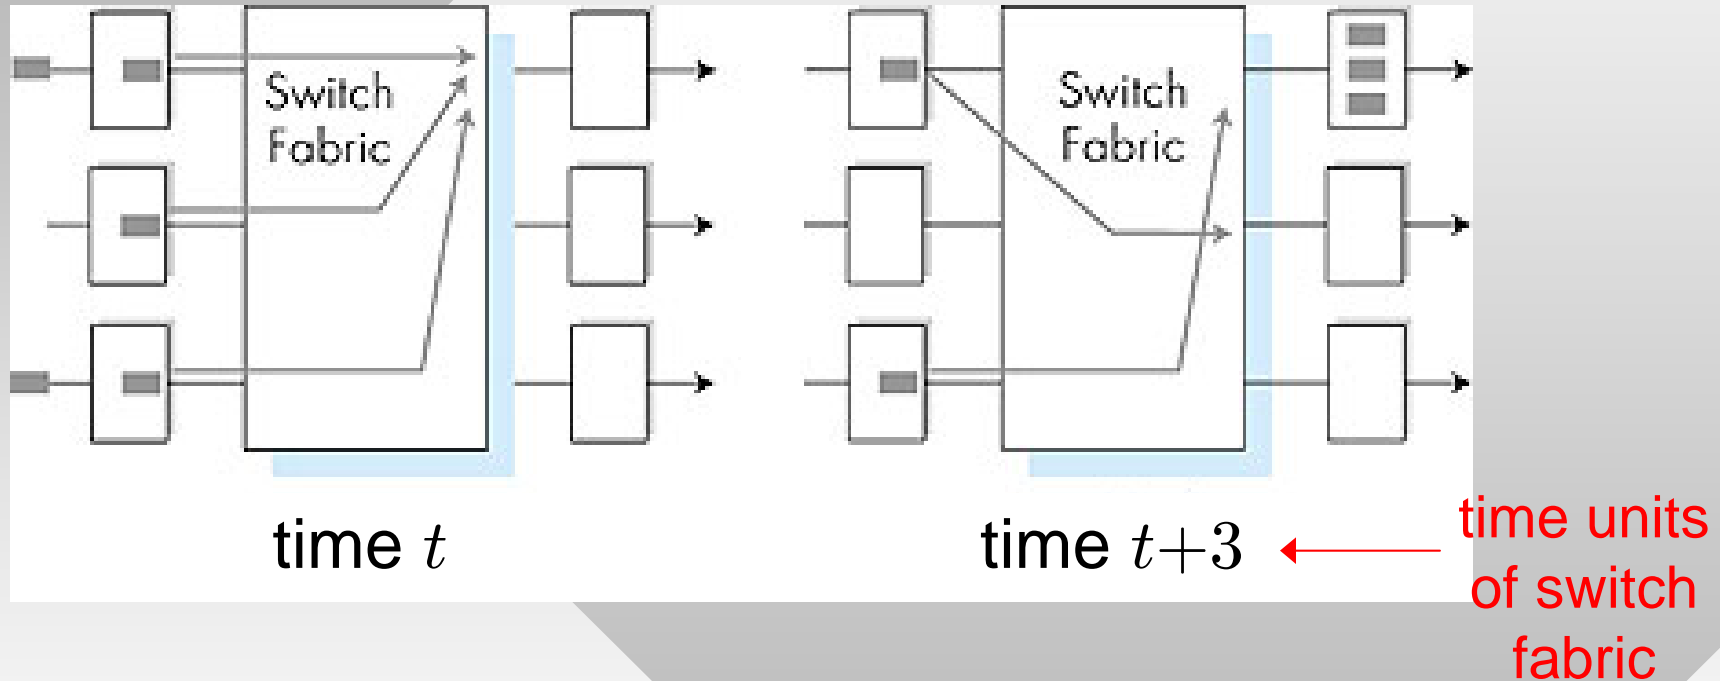 Switch
Fabric
Switch
Fabric
time t
time t+3
time units
of switch
fabric